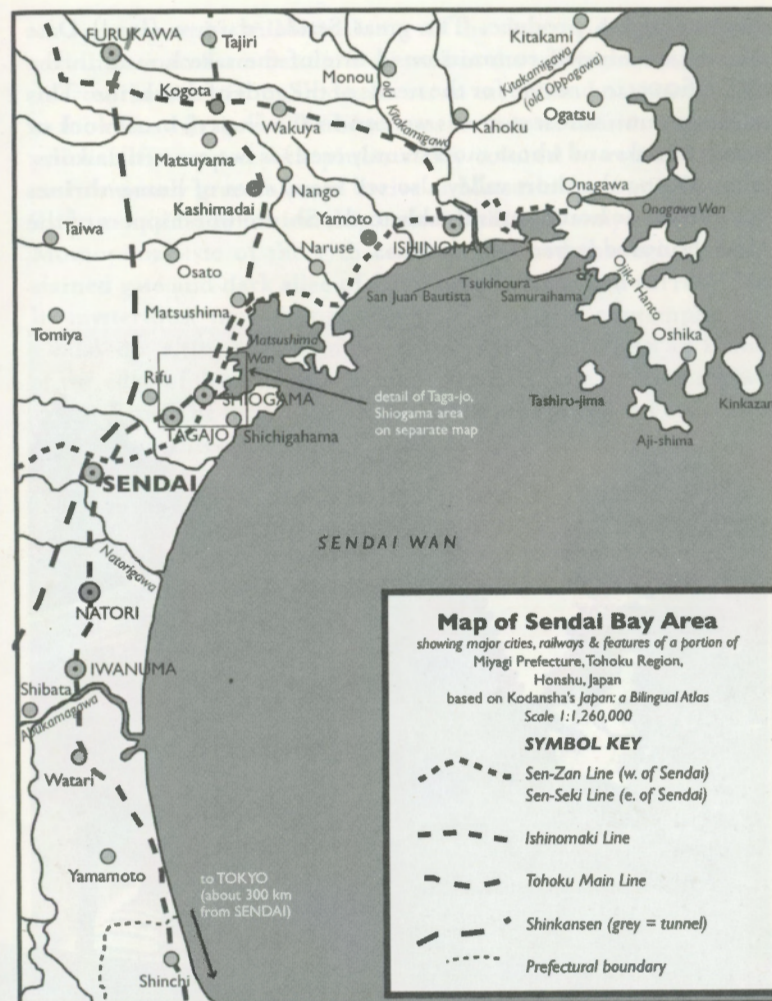 FURUKAWA
Tajiri
Kitakami
Monou
Kitakamigawa
(old Oppagawa)
Kogota
Ogatsu
old Kitakamigawa
Wakuya
Kahoku
Matsuyama
Nango
Onagawa
Kashimadai
Onagawa Wan
Yamoto
Taiwa
Naruse
ISHINOMAKI
Osato
Tsukinoura
San Juan Bautista
Samuraihama
Ojika Hanto
Matsushima
Tomiya
Matsushima
Wan
Oshika
Rifu
SHIOGAMA
detail of Taga-jo,
Shiogama area
on separate map
Tashiro-jima
Kinkazan
TAGAJO
Shichigahama
Aji-shima
SENDAI
SENDAI WAN
Natorigawa
NATORI
IWANUMA
Shibata
Abukamagawa
Watari
Yamamoto
to TOKYO
(about 300 km
from SENDAI)
Shinchi
Map of Sendai Bay Area
showing major cities, railways & features of a portion of
Miyagi Prefecture, Tohoku Region,
Honshu, Japan
based on Kodansha's Japan: a Bilingual Atlas
Scale 1:1,260,000
SYMBOL KEY
Sen-Zan Line (w. of Sendai)
Sen-Seki Line (e. of Sendai)
Ishinomaki Line
Tohoku Main Line
Shinkansen (grey = tunnel)
Prefectural boundary